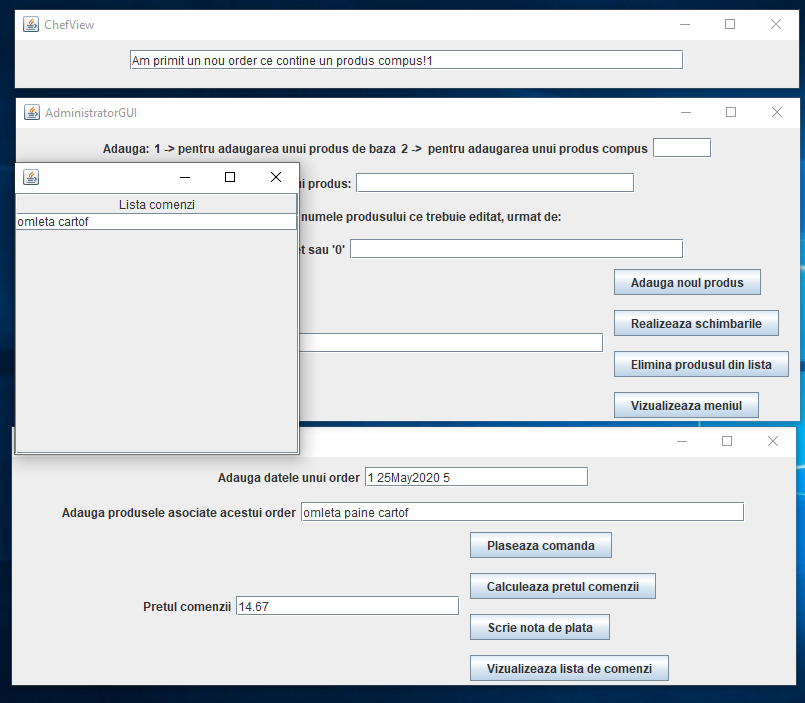 ChefView
Am primit un nou order ce contine un produs compus!1
AdministratorGUI
Adauga: 1 -> pentru adaugarea unui produs de baza 2 -> pentru adaugarea unui produs compus
Lista comenzi
omleta cartof
ui produs:
numele produsului ce trebuie editat, urmat de:
et sau '0'
Adauga noul produs
Realizeaza schimbarile
Elimina produsul din lista
Vizualizeaza meniul
Adauga datele unui order 1 25May2020 5
Adauga produsele asociate acestui order omleta paine cartof
Plaseaza comanda
Calculeaza pretul comenzii
Pretul comenzii 14.67
Scrie nota de plata
Vizualizeaza lista de comenzi